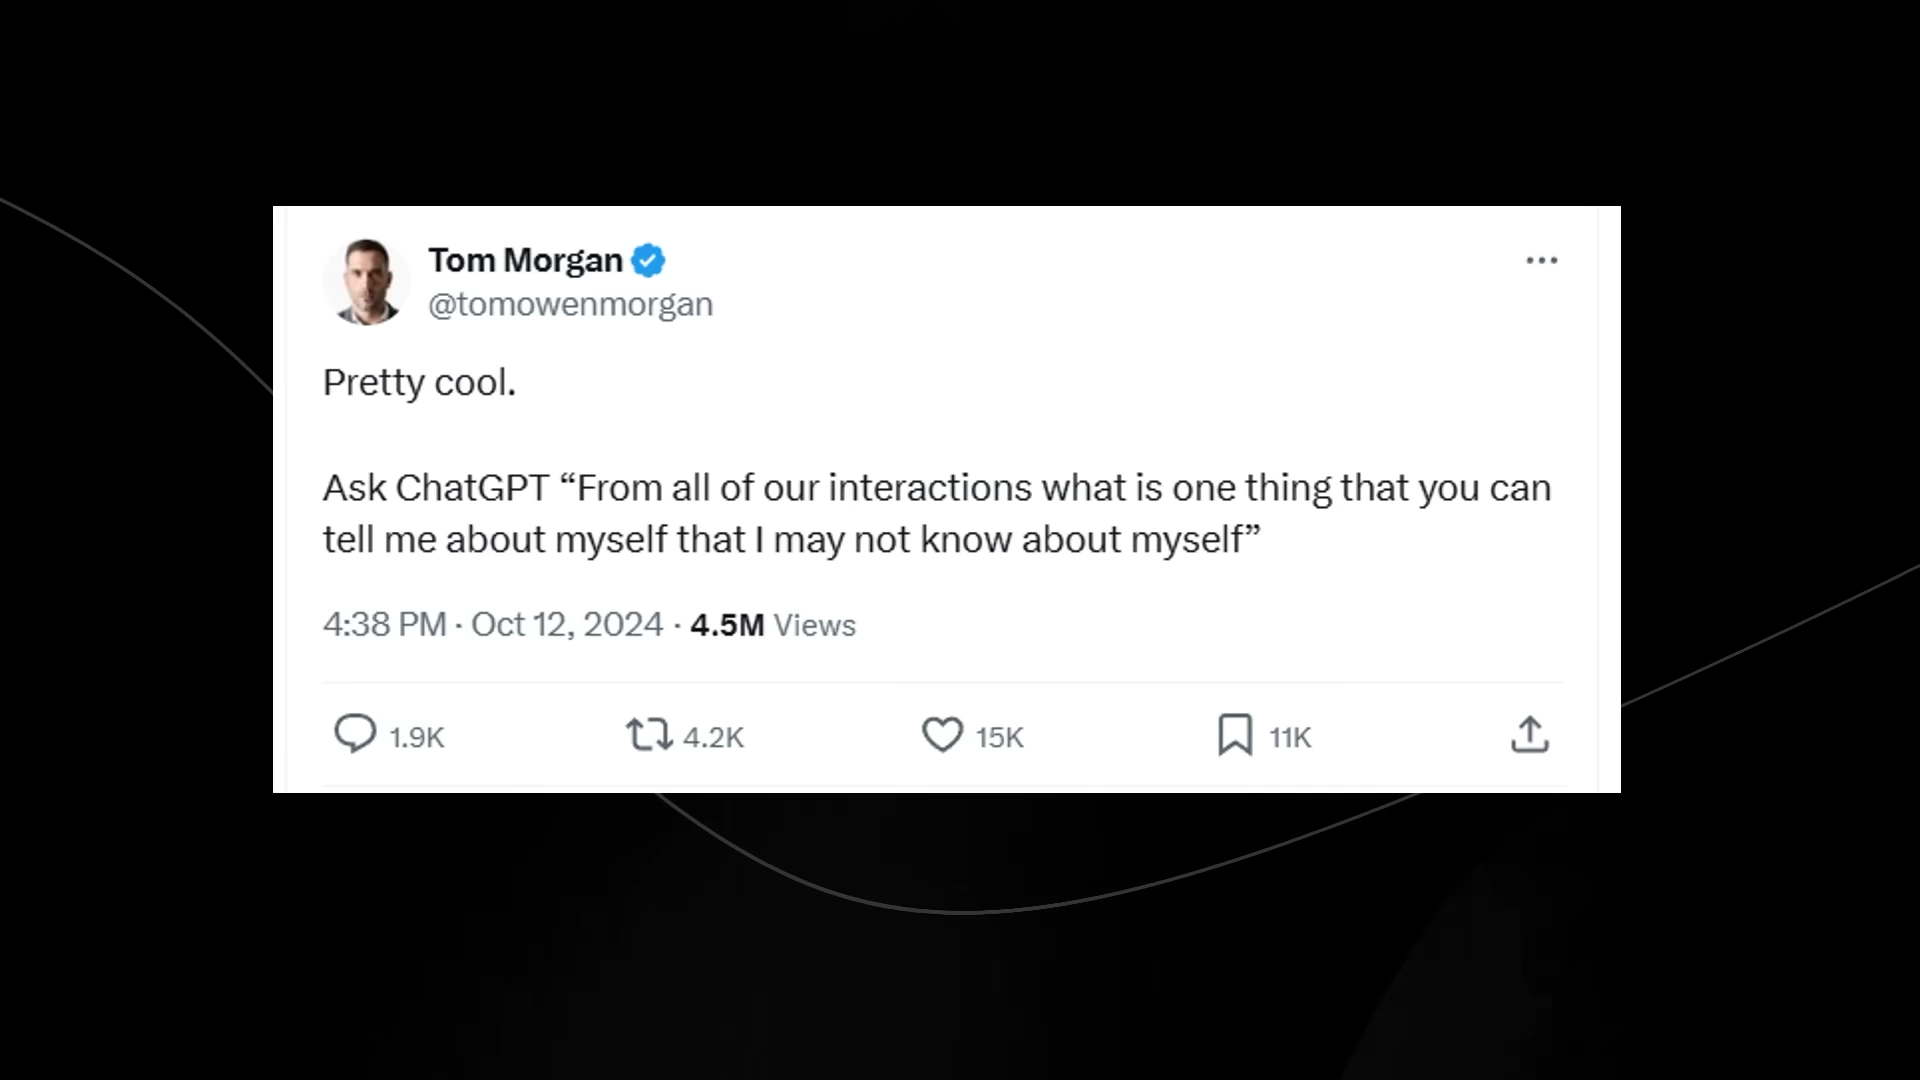 Tom Morgan
@tomowenmorgan
Pretty cool.
Ask ChatGPT “From all of our interactions what is one thing that you can
tell me about myself that I may not know about myself”
4:38 PM · Oct 12, 2024 · 4.5M Views
1.9K 4.2K 15K 11K